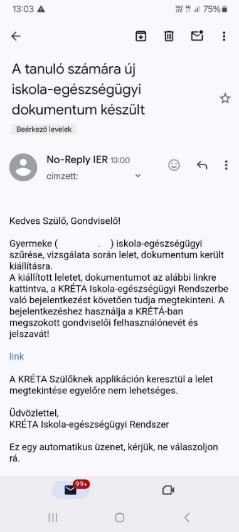 13:03
75%
A tanuló számára új
iskola-egészségügyi
dokumentum készült
Beérkező levelek
No-Reply IER 13:00
címzett:
Kedves Szülő, Gondviselő!
Gyermeke ( . ) iskola-egészségügyi
szűrése, vizsgálata során lelet, dokumentum került
kiállításra.
A kiállított leletet, dokumentumot az alábbi linkre
kattintva, a KRÉTA Iskola-egészségügyi Rendszerbe
való bejelentkezést követően tudja megtekinteni. A
bejelentkezéshez használja a KRÉTÁ-ban
megszokott gondviselői felhasználónevét és
jelszavát!
link
A KRÉTA Szülőknek applikáción keresztül a lelet
megtekintése egyelőre nem lehetséges.
Üdvözlettel,
KRÉTA Iskola-egészségügyi Rendszer
Ez egy automatikus üzenet, kérjük, ne válaszoljon
rá.
99+